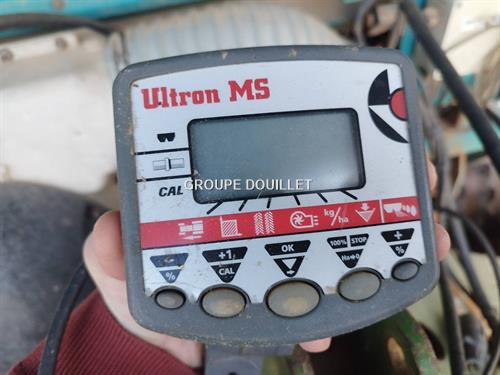 Ultron MS
CAL
GROUPE DOUILLET
kg/ha
% +1 CAL OK 100% STOP Ha→0 + %